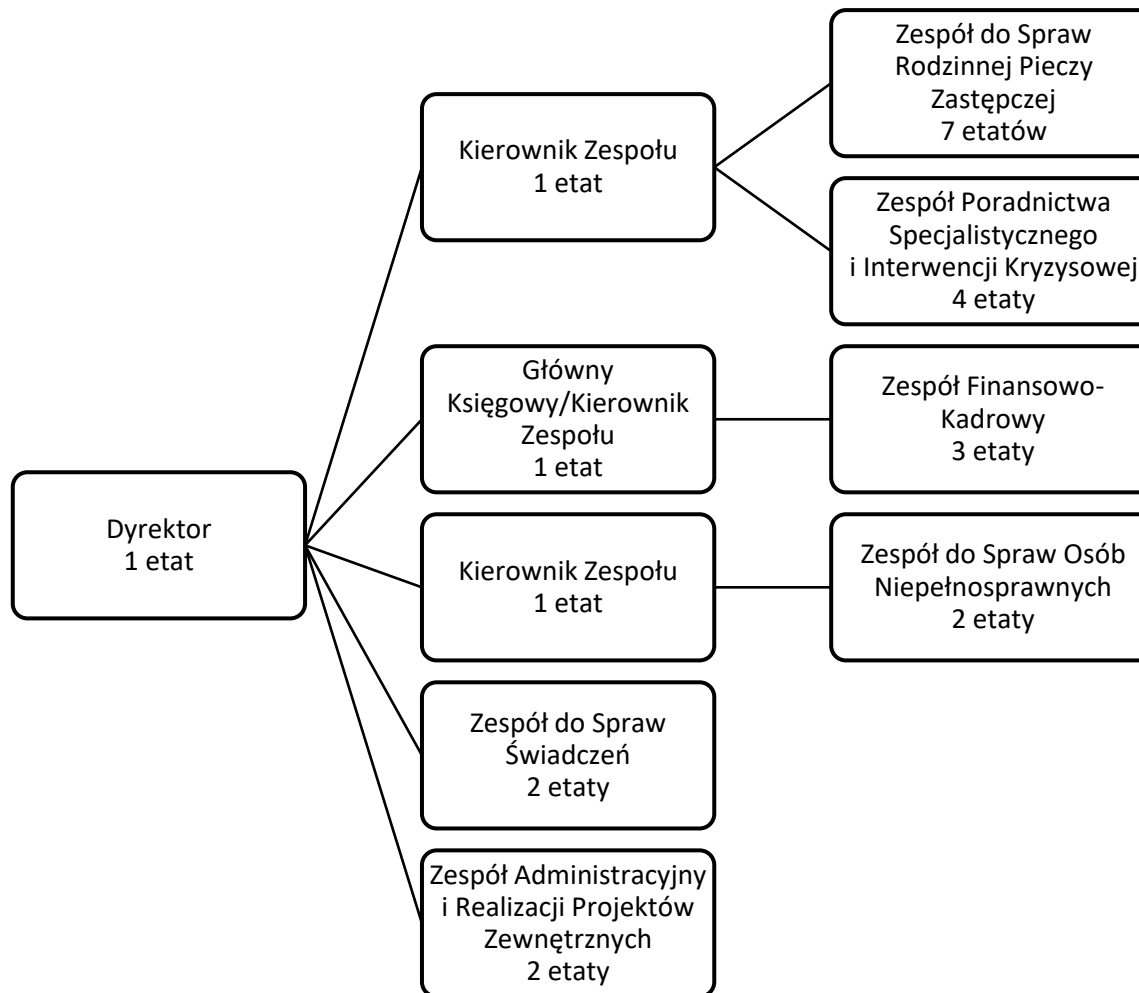 Dyrektor
1 etat
Kierownik Zespołu
1 etat
Zespół do Spraw
Rodzinnej Pieczy
Zastępczej
7 etatów
Zespół Poradnictwa
Specjalistycznego
i Interwencji Kryzysowej
4 etaty
Główny
Księgowy/Kierownik
Zespołu
1 etat
Zespół Finansowo-
Kadrowy
3 etaty
Kierownik Zespołu
1 etat
Zespół do Spraw Osób
Niepełnosprawnych
2 etaty
Zespół do Spraw
Świadczeń
2 etaty
Zespół Administracyjny
i Realizacji Projektów
Zewnętrznych
2 etaty